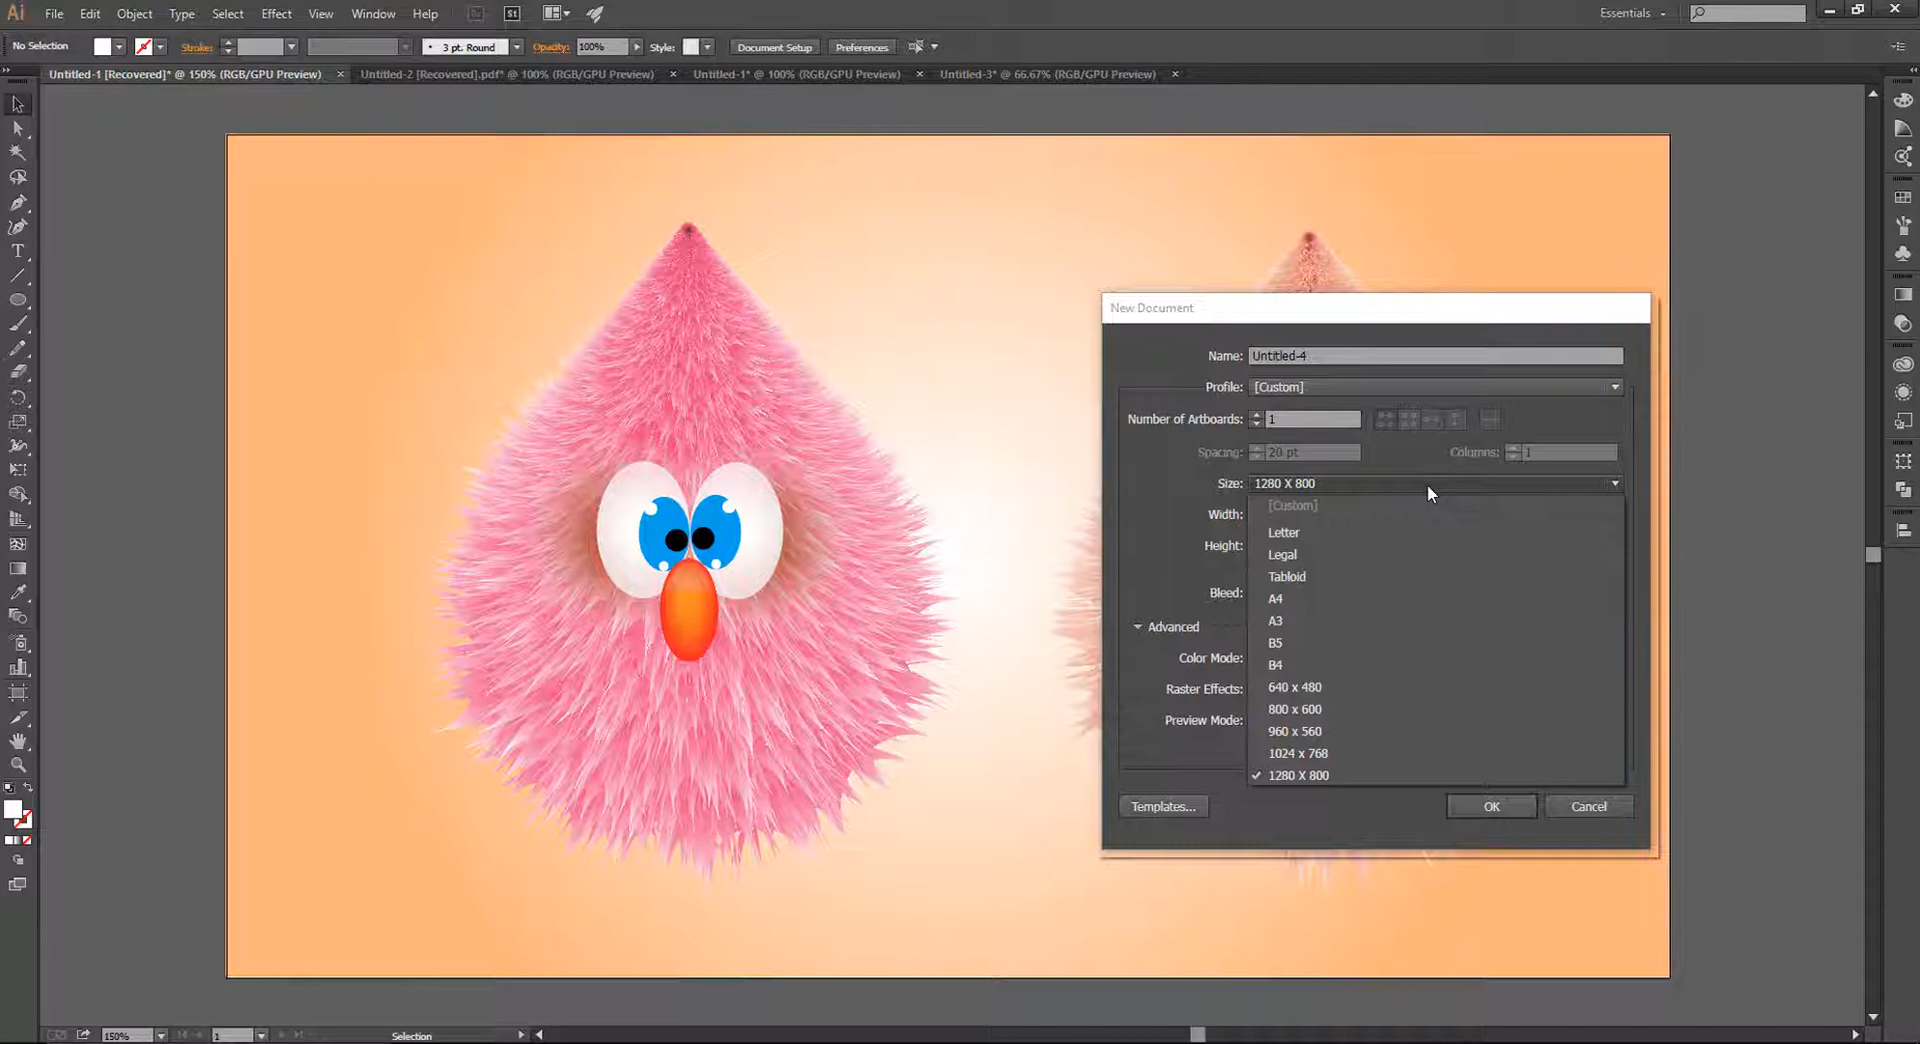 Ai File Edit Object Type Select Effect View Window Help Br St Essentials
No Selection Stroke: 3 pt. Round Opacity: 100% Style: Document Setup Preferences
Untitled-1 [Recovered]* @ 150% (RGB/GPU Preview) × Untitled-2 [Recovered].pdf* @ 100% (RGB/GPU Preview) × Untitled-1* @ 100% (RGB/GPU Preview) × Untitled-3* @ 66.67% (RGB/GPU Preview) ×
New Document
Name: Untitled-4
Profile: [Custom]
Number of Artboards: 1
Spacing: 20 pt Columns: 1
Size: 1280 X 800
[Custom]
Width:
Letter
Height:
Legal
Tabloid
Bleed:
A4
A3
Advanced
B5
Color Mode:
B4
Raster Effects:
640 x 480
800 x 600
Preview Mode:
960 x 560
1024 x 768
1280 X 800
Templates... OK Cancel
150% 1 Selection